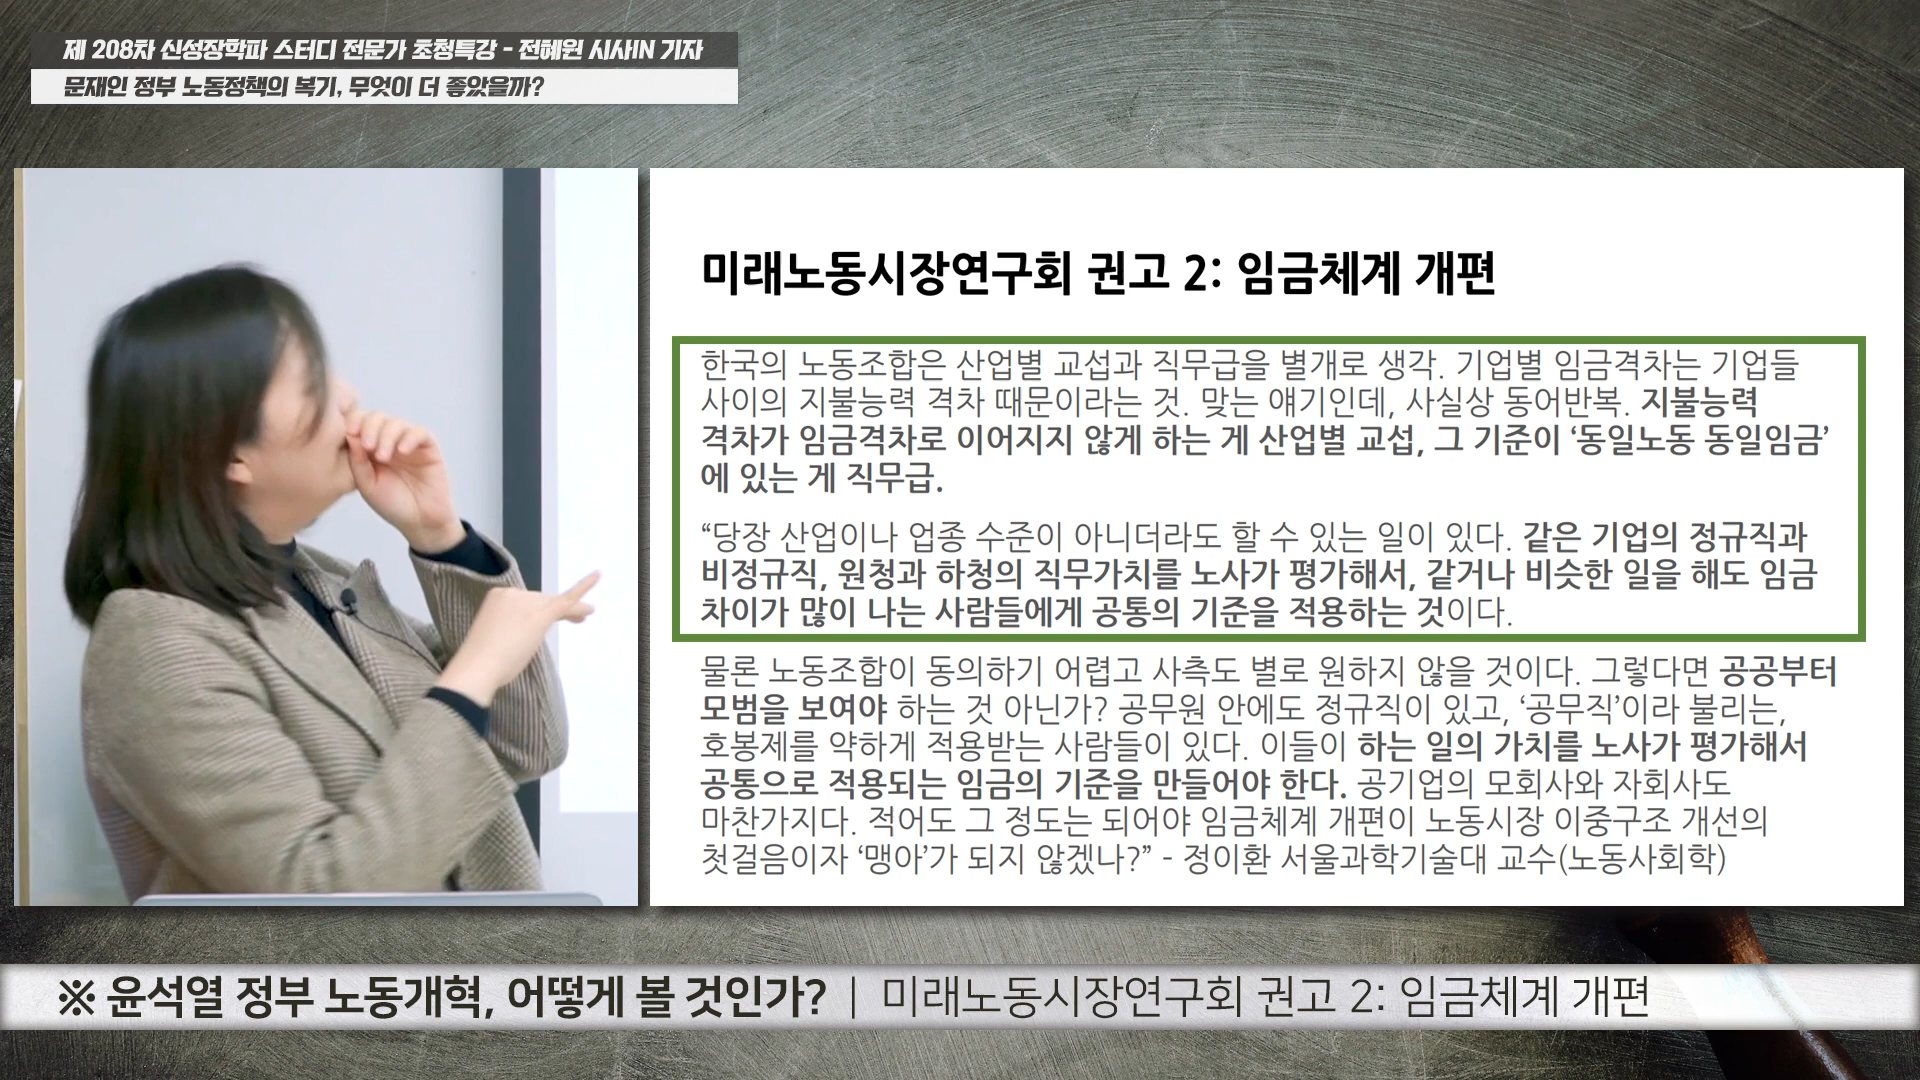 제 208차 신성장학파 스터디 전문가 초청특강 - 전혜원 시사IN 기자
문재인 정부 노동정책의 복기, 무엇이 더 좋았을까?
미래노동시장연구회 권고 2: 임금체계 개편
한국의 노동조합은 산업별 교섭과 직무급을 별개로 생각. 기업별 임금격차는 기업들
사이의 지불능력 격차 때문이라는 것. 맞는 얘기인데, 사실상 동어반복. 지불능력
격차가 임금격차로 이어지지 않게 하는 게 산업별 교섭, 그 기준이 ‘동일노동 동일임금’
에 있는 게 직무급.
“당장 산업이나 업종 수준이 아니더라도 할 수 있는 일이 있다. 같은 기업의 정규직과
비정규직, 원청과 하청의 직무가치를 노사가 평가해서, 같거나 비슷한 일을 해도 임금
차이가 많이 나는 사람들에게 공통의 기준을 적용하는 것이다.
물론 노동조합이 동의하기 어렵고 사측도 별로 원하지 않을 것이다. 그렇다면 공공부터
모범을 보여야 하는 것 아닌가? 공무원 안에도 정규직이 있고, ‘공무직’이라 불리는,
호봉제를 약하게 적용받는 사람들이 있다. 이들이 하는 일의 가치를 노사가 평가해서
공통으로 적용되는 임금의 기준을 만들어야 한다. 공기업의 모회사와 자회사도
마찬가지다. 적어도 그 정도는 되어야 임금체계 개편이 노동시장 이중구조 개선의
첫걸음이자 ‘맹아’가 되지 않겠나?” - 정이환 서울과학기술대 교수(노동사회학)
※ 윤석열 정부 노동개혁, 어떻게 볼 것인가? | 미래노동시장연구회 권고 2: 임금체계 개편